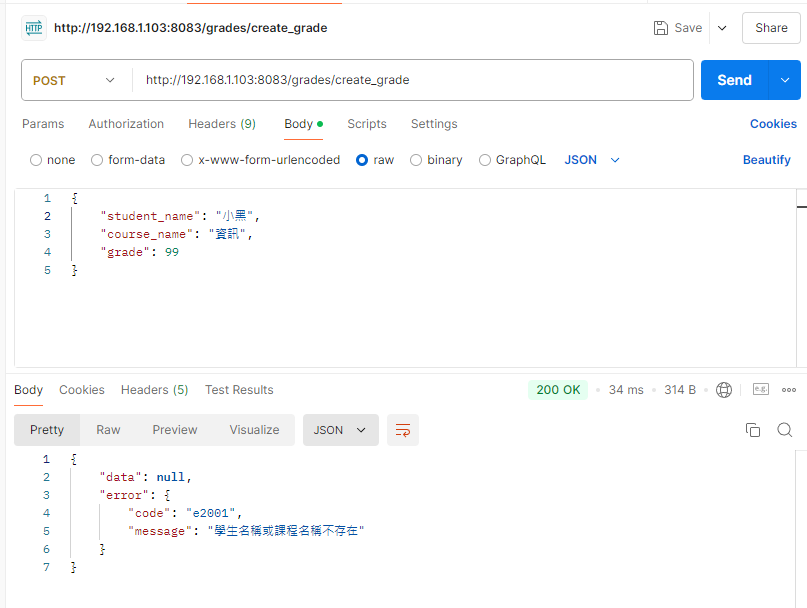 HTTP http://192.168.1.103:8083/grades/create_grade Save Share
POST http://192.168.1.103:8083/grades/create_grade Send
Params Authorization Headers (9) Body Scripts Settings Cookies
none form-data x-www-form-urlencoded raw binary GraphQL JSON Beautify
1 {
2 "student_name": "小黑",
3 "course_name": "資訊",
4 "grade": 99
5 }
Body Cookies Headers (5) Test Results 200 OK 34 ms 314 B e.g.
Pretty Raw Preview Visualize JSON
1 {
2 "data": null,
3 "error": {
4 "code": "e2001",
5 "message": "學生名稱或課程名稱不存在"
6 }
7 }